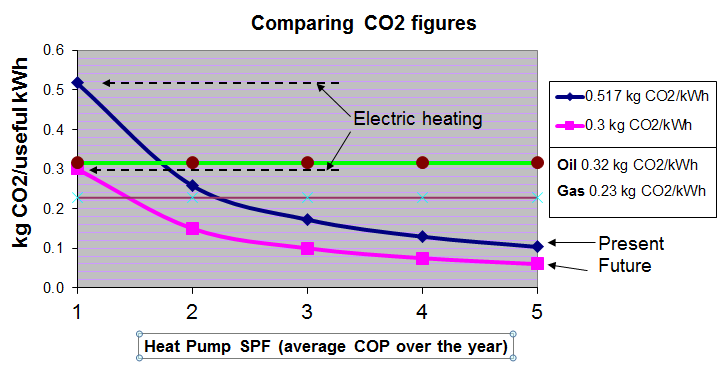 Comparing CO2 figures
kg CO2/useful kWh
0.6
0.5
0.4
0.3
0.2
0.1
0.0
Electric heating
0.517 kg CO2/kWh
0.3 kg CO2/kWh
Oil 0.32 kg CO2/kWh
Gas 0.23 kg CO2/kWh
Present
Future
1 2 3 4 5
Heat Pump SPF (average COP over the year)